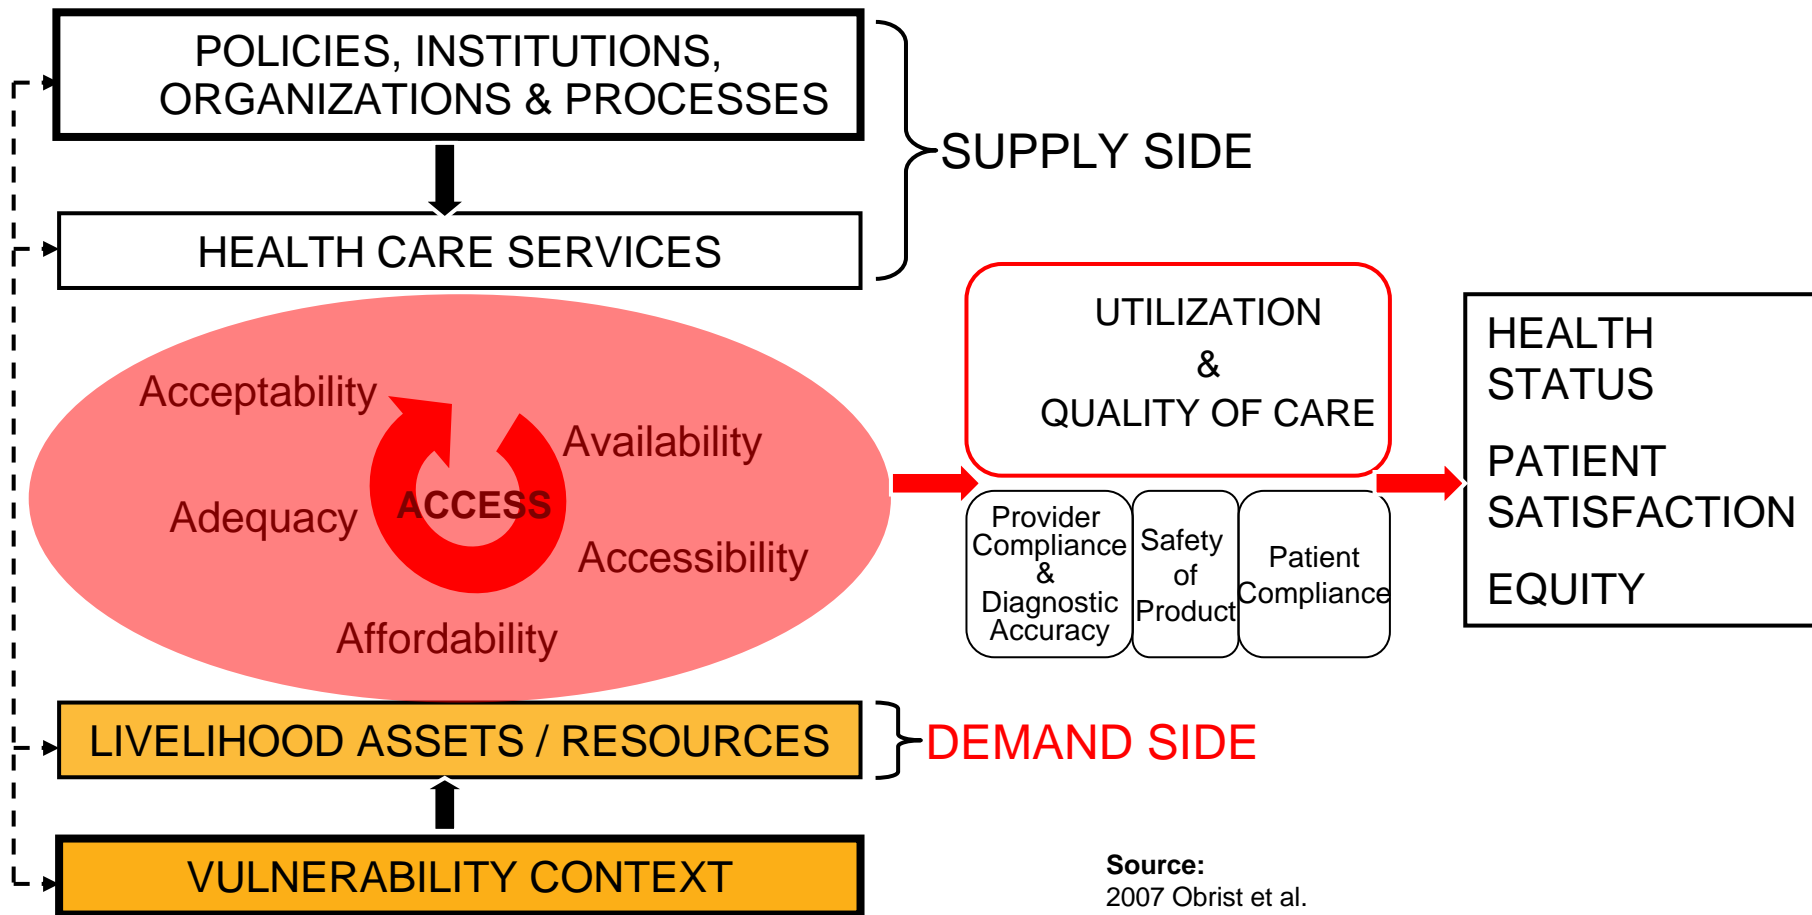 POLICIES, INSTITUTIONS,
ORGANIZATIONS & PROCESSES
SUPPLY SIDE
HEALTH CARE SERVICES
Acceptability
Availability
ACCESS
Adequacy
Accessibility
Affordability
UTILIZATION
&
QUALITY OF CARE
Provider
Compliance
&
Diagnostic
Accuracy
Safety
of
Product
Patient
Compliance
HEALTH
STATUS
PATIENT
SATISFACTION
EQUITY
LIVELIHOOD ASSETS / RESOURCES
DEMAND SIDE
VULNERABILITY CONTEXT
Source:
2007 Obrist et al.